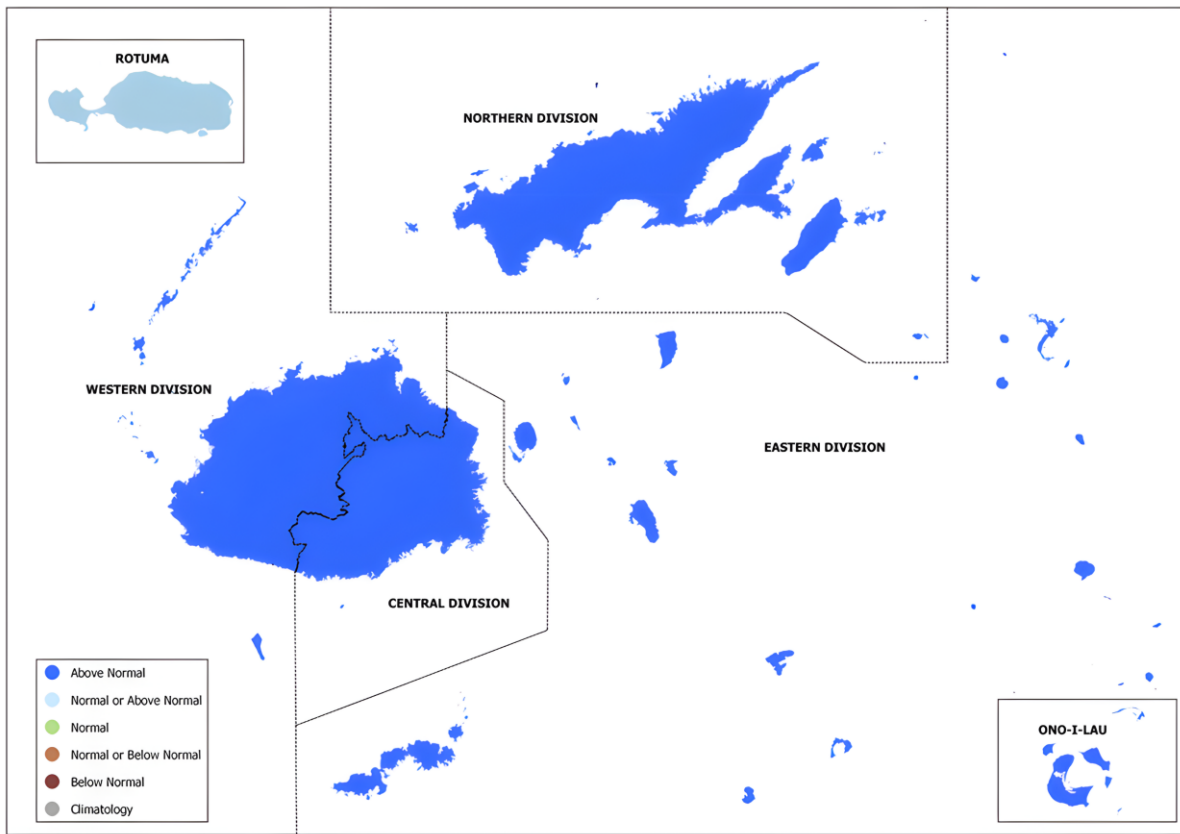 ROTUMA
NORTHERN DIVISION
WESTERN DIVISION
EASTERN DIVISION
CENTRAL DIVISION
Above Normal
Normal or Above Normal
Normal
Normal or Below Normal
Below Normal
Climatology
ONO-I-LAU